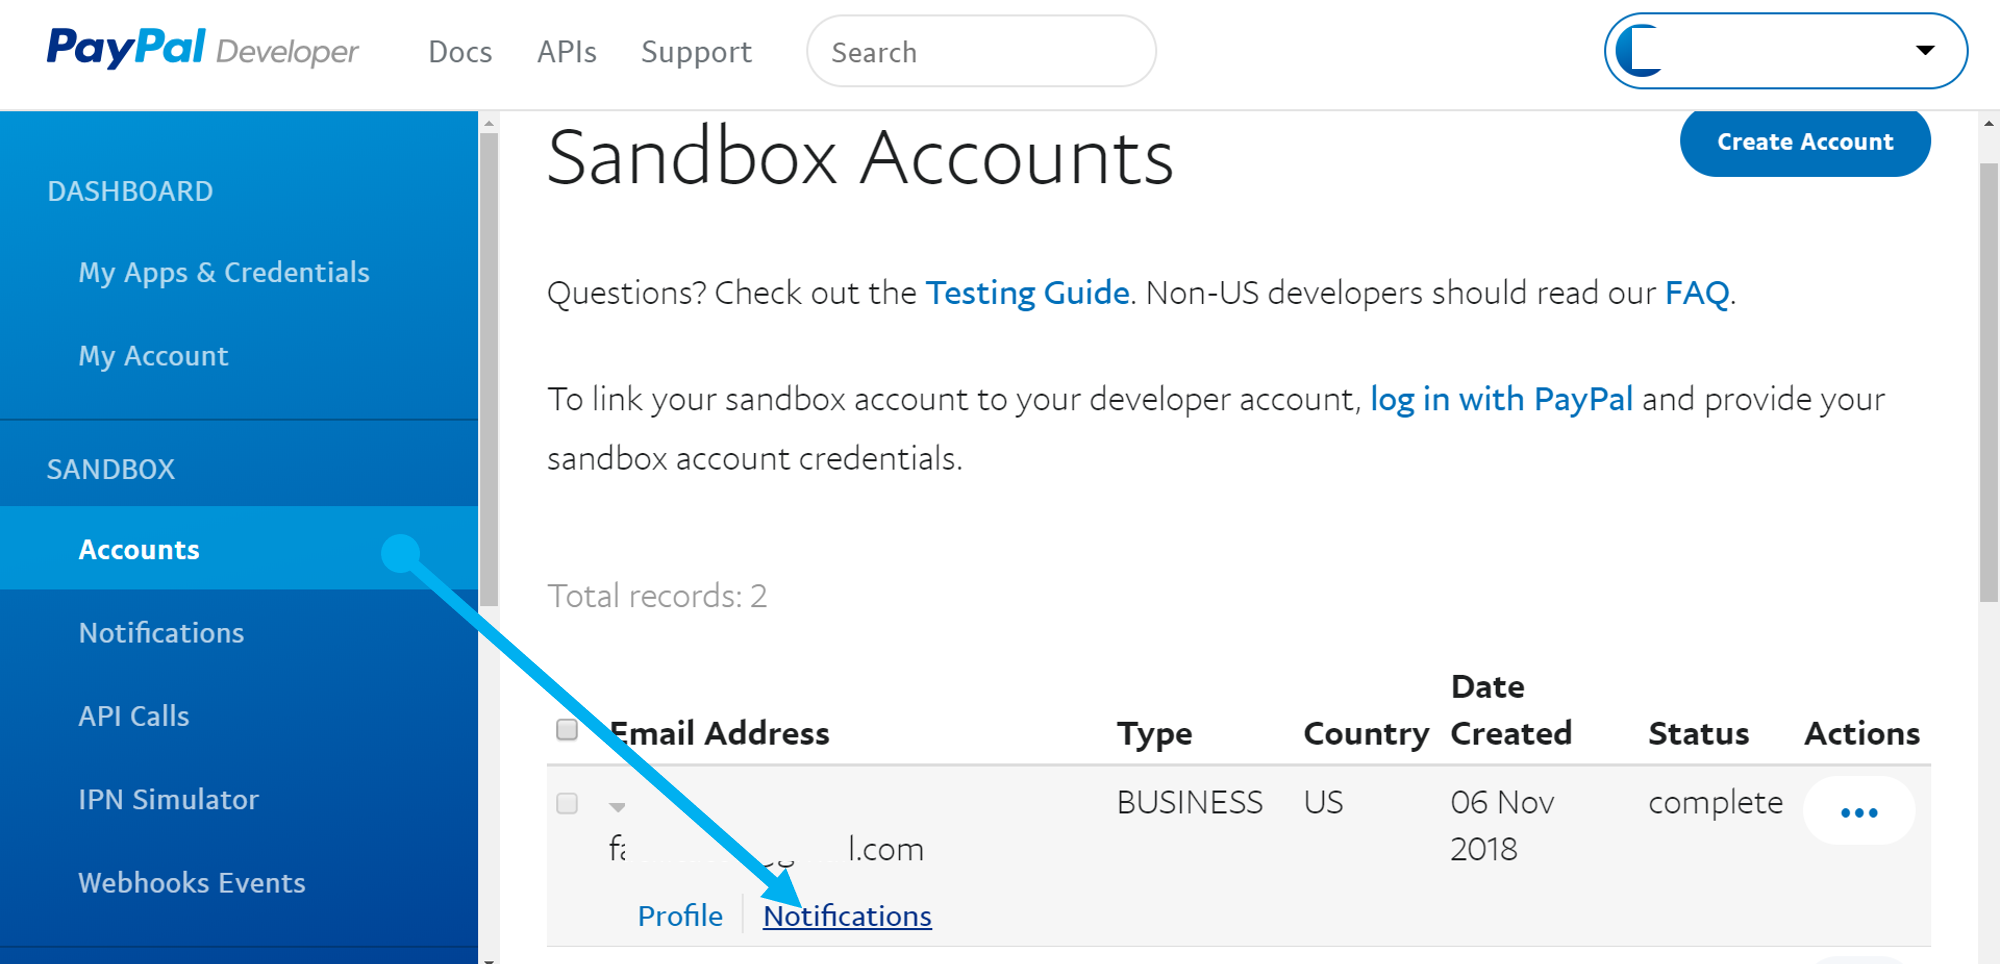 PayPal Developer Docs APIs Support Search
DASHBOARD
My Apps & Credentials
My Account
SANDBOX
Accounts
Notifications
API Calls
IPN Simulator
Webhooks Events
Sandbox Accounts
Create Account
Questions? Check out the Testing Guide. Non-US developers should read our FAQ.
To link your sandbox account to your developer account, log in with PayPal and provide your
sandbox account credentials.
Total records: 2
Email Address Type Country Date Created Status Actions
BUSINESS US 06 Nov 2018 complete
l.com
Profile Notifications